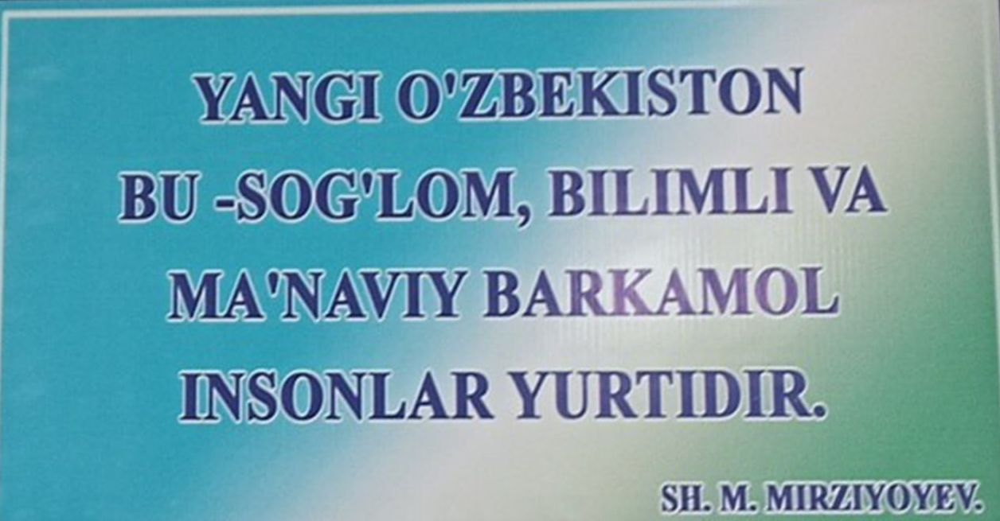 YANGI O'ZBEKISTON
BU -SOG'LOM, BILIMLI VA
MA'NAVIY BARKAMOL
INSONLAR YURTIDIR.
SH. M. MIRZIYOYEV.